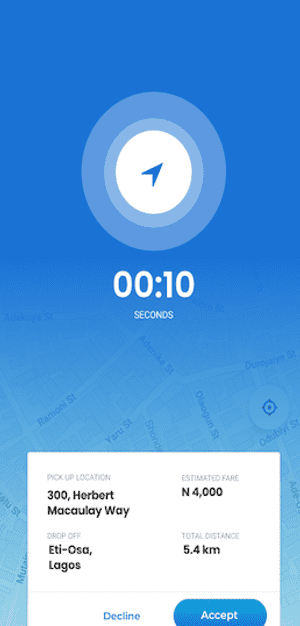 00:10
SECONDS
Adekoya St
Adenike St
Durojaiye St
Ramoni St
Olaogun St
Yaru St
Odubiyi St
PICK UP LOCATION
300, Herbert
Macaulay Way
ESTIMATED FARE
N 4,000
DROP OFF
Eti-Osa,
Lagos
TOTAL DISTANCE
5.4 km
Decline
Accept